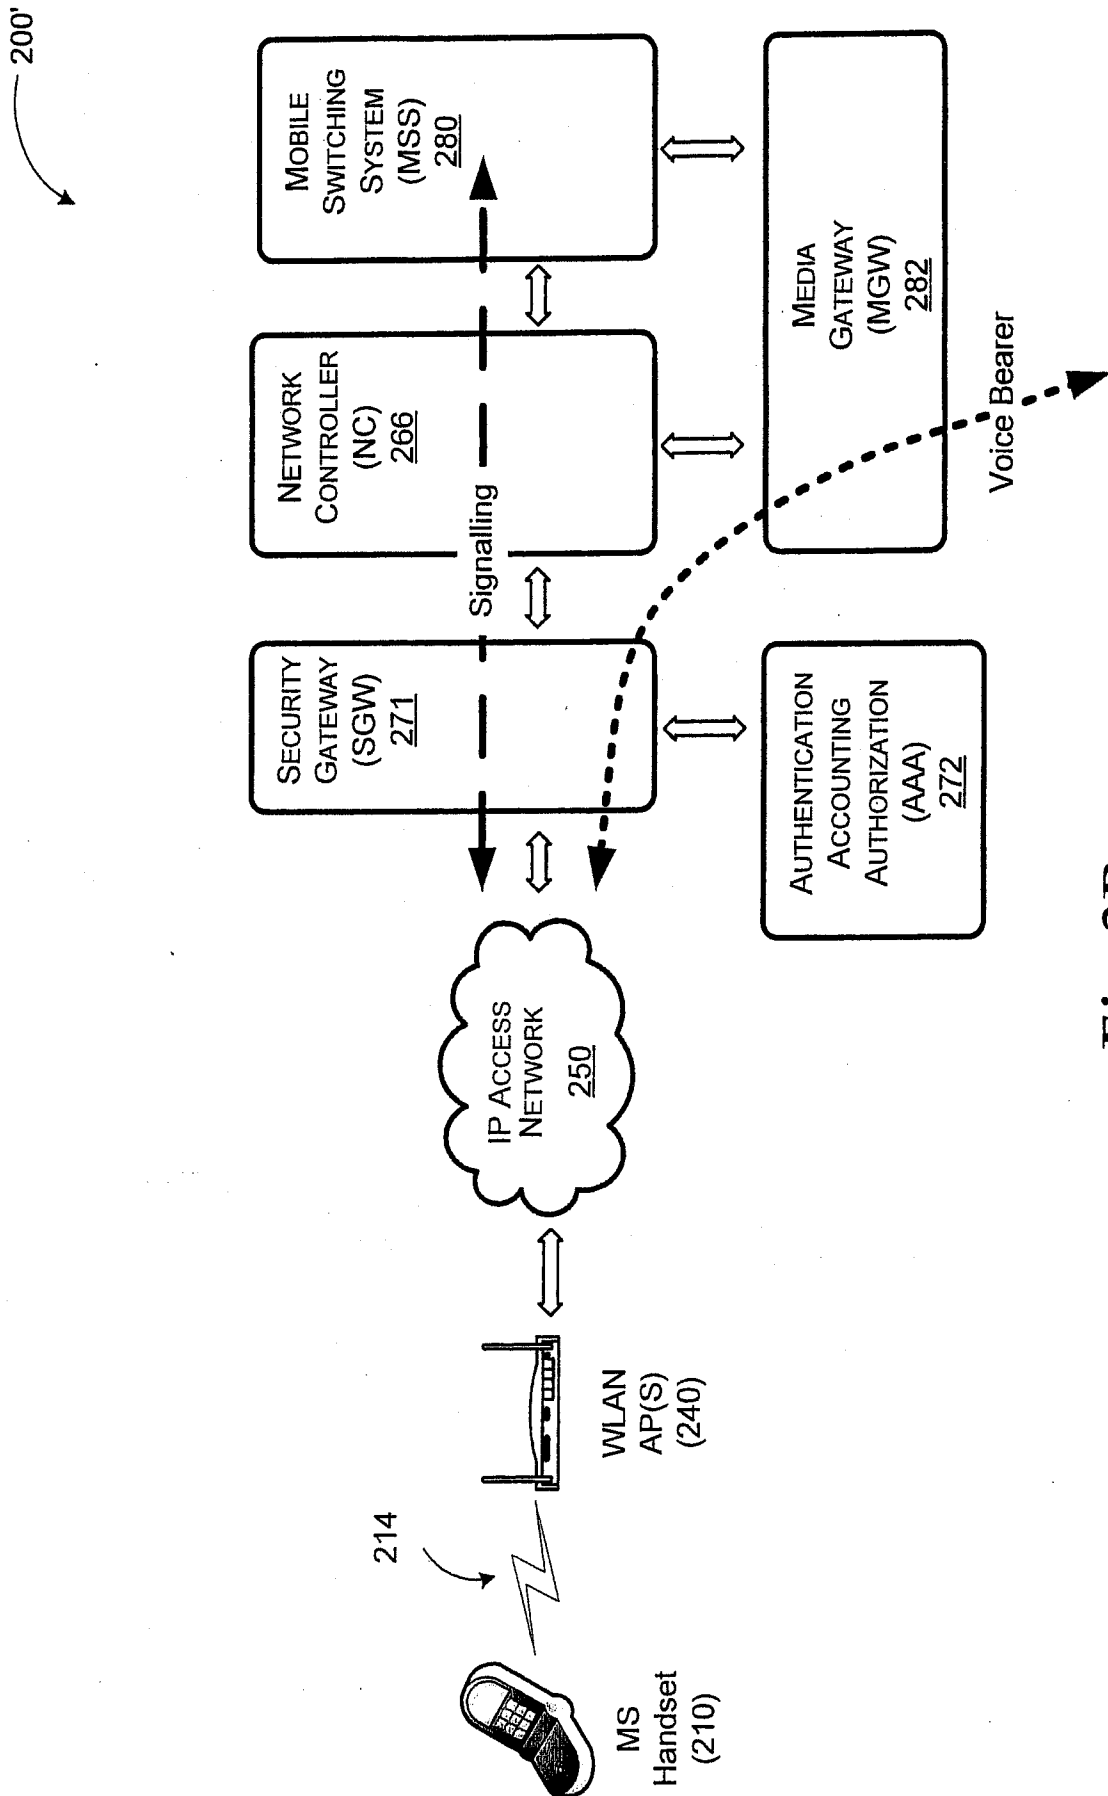 200'
MOBILE
SWITCHING
SYSTEM
(MSS)
280
NETWORK
CONTROLLER
(NC)
266
SECURITY
GATEWAY
(SGW)
271
Signalling
MEDIA
GATEWAY
(MGW)
282
Voice Bearer
AUTHENTICATION
ACCOUNTING
AUTHORIZATION
(AAA)
272
IP ACCESS
NETWORK
250
WLAN
AP(S)
(240)
214
MS
Handset
(210)